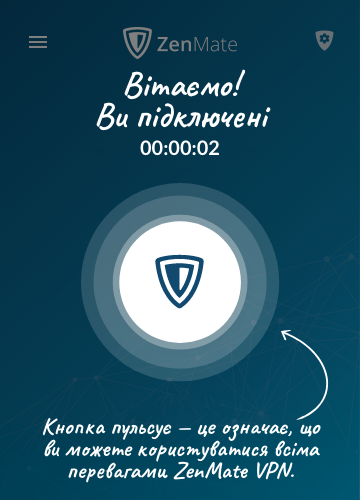 ZenMate
Вітаємо!
Ви підключені
00:00:02
Кнопка пульсує – це означає, що
ви можете користуватися всіма
перевагами ZenMate VPN.